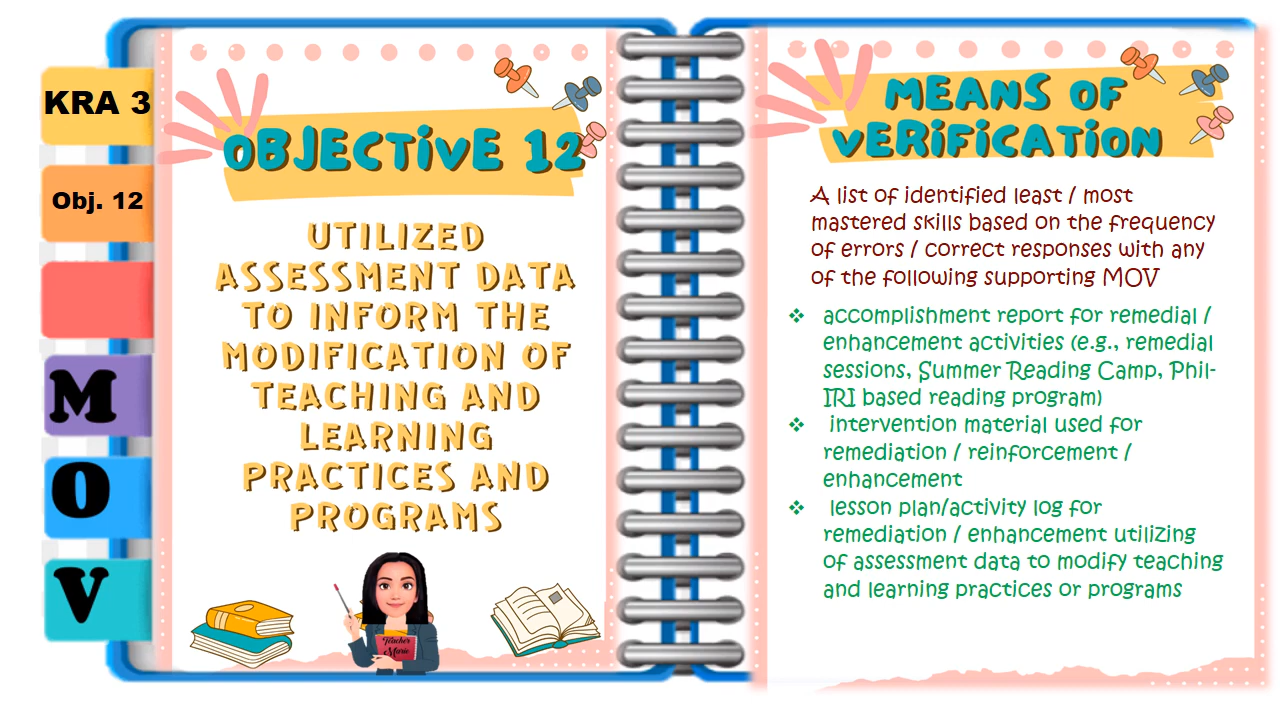 KRA 3
Obj. 12
M
O
V
OBJECTiVE 12
UTILIZED
ASSESSMENT DATA
TO INFORM THE
MODIFICATION OF
TEACHING AND
LEARNING
PRACTICES AND
PROGRAMS
Teacher
Marie
MEANS OF
VERiFiCATION
A list of identified least / most
mastered skills based on the frequency
of errors / correct responses with any
of the following supporting MOV
❖ accomplishment report for remedial /
enhancement activities (e.g., remedial
sessions, Summer Reading Camp, Phil-
IRI based reading program)
❖ intervention material used for
remediation / reinforcement /
enhancement
❖ lesson plan/activity log for
remediation / enhancement utilizing
of assessment data to modify teaching
and learning practices or programs